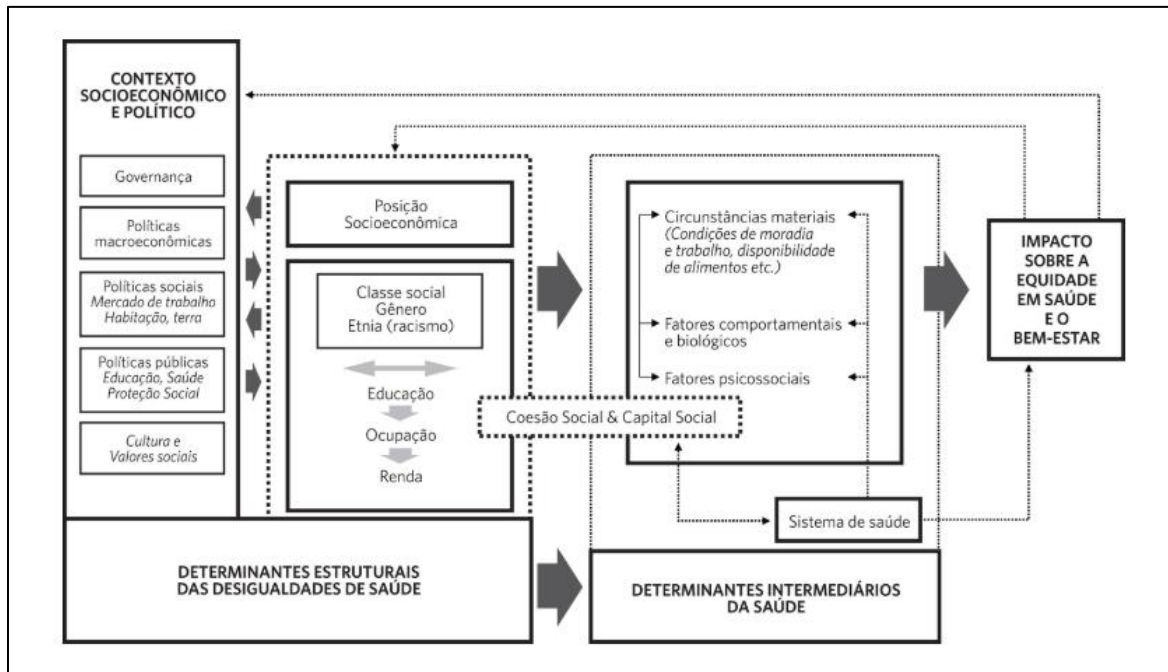 CONTEXTO
SOCIOECONÔMICO
E POLÍTICO
Governança
Políticas
macroeconômicas
Políticas sociais
Mercado de trabalho
Habitação, terra
Políticas públicas
Educação, Saúde
Proteção Social
Cultura e
Valores sociais
Posição
Socioeconômica
Classe social
Gênero
Etnia (racismo)
Educação
Ocupação
Renda
Coesão Social & Capital Social
Circunstâncias materiais
(Condições de moradia
e trabalho, disponibilidade
de alimentos etc.)
Fatores comportamentais
e biológicos
Fatores psicossociais
Sistema de saúde
IMPACTO
SOBRE A
EQUIDADE
EM SAÚDE
E O
BEM-ESTAR
DETERMINANTES ESTRUTURAIS
DAS DESIGUALDADES DE SAÚDE
DETERMINANTES INTERMEDIÁRIOS
DA SAÚDE